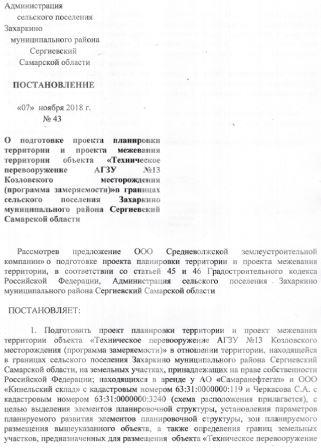 Администрация
сельского поселения
Захаркино
муниципального района
Сергиевский
Самарской области
ПОСТАНОВЛЕНИЕ
«07» ноября 2018 г.
№ 43
О подготовке проекта планировки
территории и проекта межевания
территории объекта «Техническое
перевооружение АГЗУ №13
Козловского месторождения
(программа замеряемости)»в границах
сельского поселения Захаркино
муниципального района Сергиевский
Самарской области
Рассмотрев предложение ООО Средневолжской землеустроительной
компанию» о подготовке проекта планировки территории и проекта межевания
территории, в соответствии со статьей 45 и 46 Градостроительного кодекса
Российской Федерации, Администрация сельского поселения Захаркино
муниципального района Сергиевский Самарской области
ПОСТАНОВЛЯЕТ:
1. Подготовить проект планировки территории и проект межевания
территории объекта «Техническое перевооружение АГЗУ №13 Козловского
месторождения (программа замеряемости)» в отношении территории, находящейся
в границах сельского поселения Захаркино муниципального района Сергиевский
Самарской области, на земельных участках, принадлежащих на праве собственности
Российской Федерации; находящихся в аренде у АО «Самаранефтегаз» и ООО
«Кинельский склад» с кадастровым номером 63:31:0000000:119 и Черкасова С.А. с
кадастровым номером 63:31:0000000:3240 (схема расположения прилагается), с
целью выделения элементов планировочной структуры, установления параметров
планируемого развития элементов планировочной структуры, зон планируемого
размещения вышеуказанного объекта, а также определения границ земельных
участков, предназначенных для размещения объекта «Техническое перевооружение